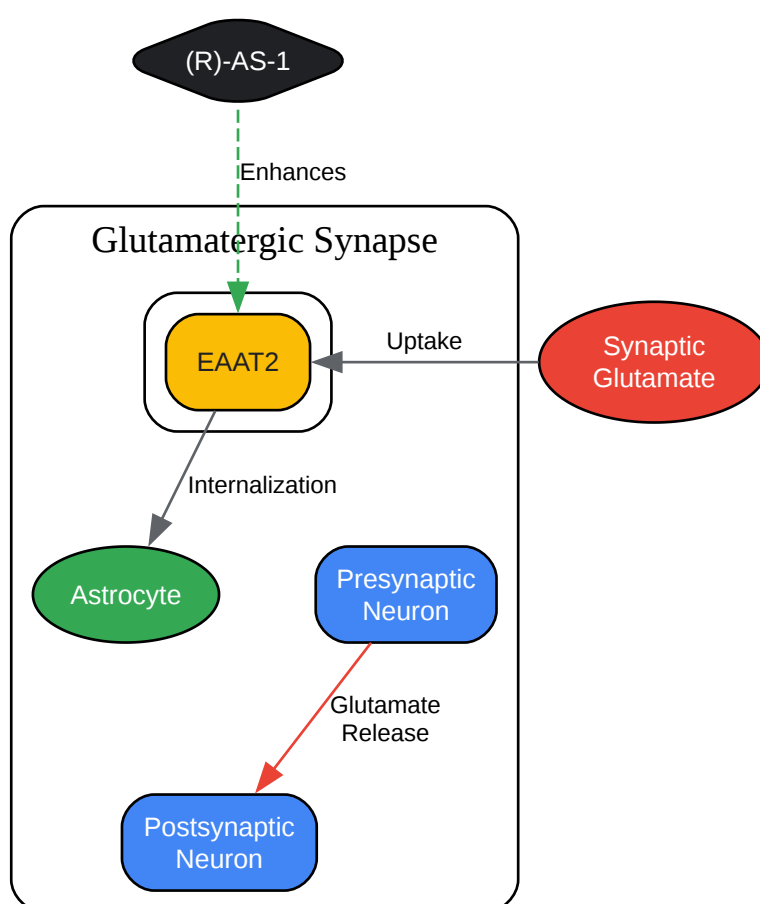 (R)-AS-1
Enhances
Glutamatergic Synapse
EAAT2
Uptake
Synaptic
Glutamate
Internalization
Astrocyte
Presynaptic
Neuron
Glutamate
Release
Postsynaptic
Neuron